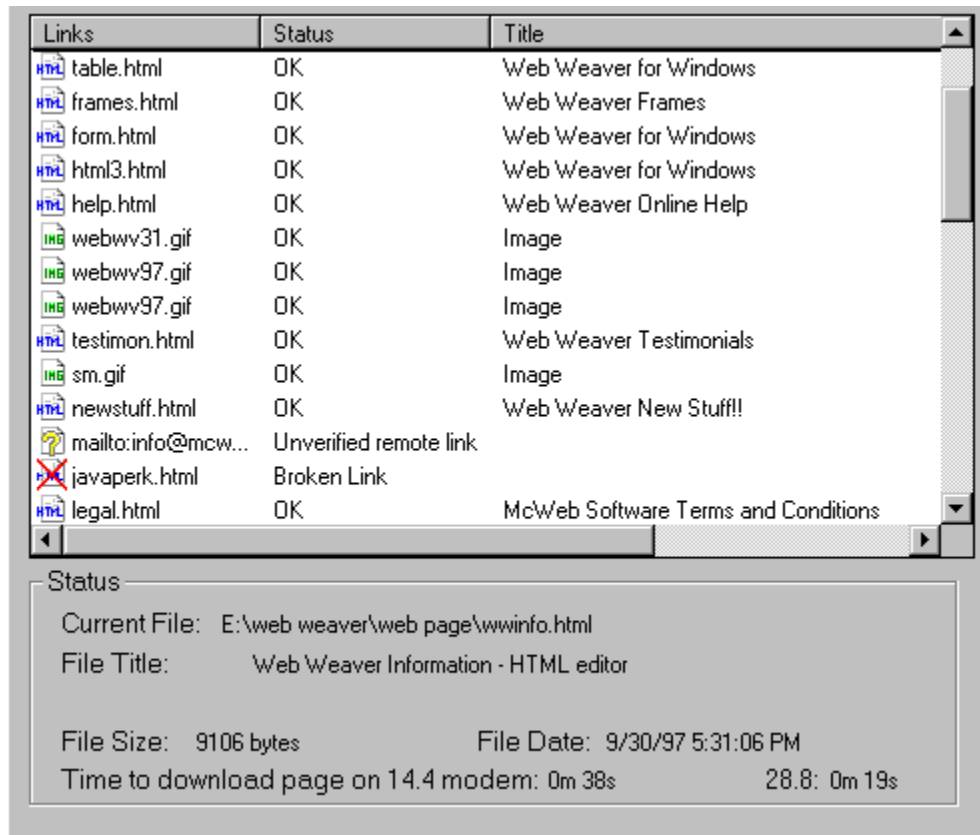 Links Status Title
table.html OK Web Weaver for Windows
frames.html OK Web Weaver Frames
form.html OK Web Weaver for Windows
html3.html OK Web Weaver for Windows
help.html OK Web Weaver Online Help
webwv31.gif OK Image
webwv97.gif OK Image
webwv97.gif OK Image
testimon.html OK Web Weaver Testimonials
sm.gif OK Image
newstuff.html OK Web Weaver New Stuff!!
mailto:info@mcw... Unverified remote link
javaperk.html Broken Link
legal.html OK McWeb Software Terms and Conditions
Status
Current File: E:\web weaver\web page\wwinfo.html
File Title: Web Weaver Information - HTML editor
File Size: 9106 bytes File Date: 9/30/97 5:31:06 PM
Time to download page on 14.4 modem: 0m 38s 28.8: 0m 19s